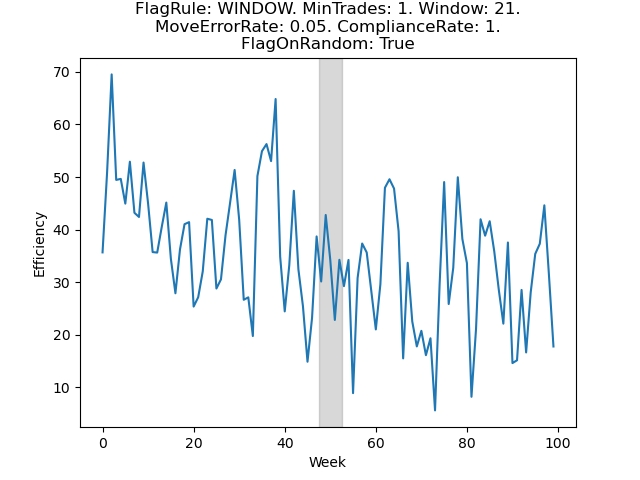 FlagRule: WINDOW. MinTrades: 1. Window: 21.
MoveErrorRate: 0.05. ComplianceRate: 1.
FlagOnRandom: True
70
60
50
40
30
20
10
Efficiency
0
20
40
60
80
100
Week